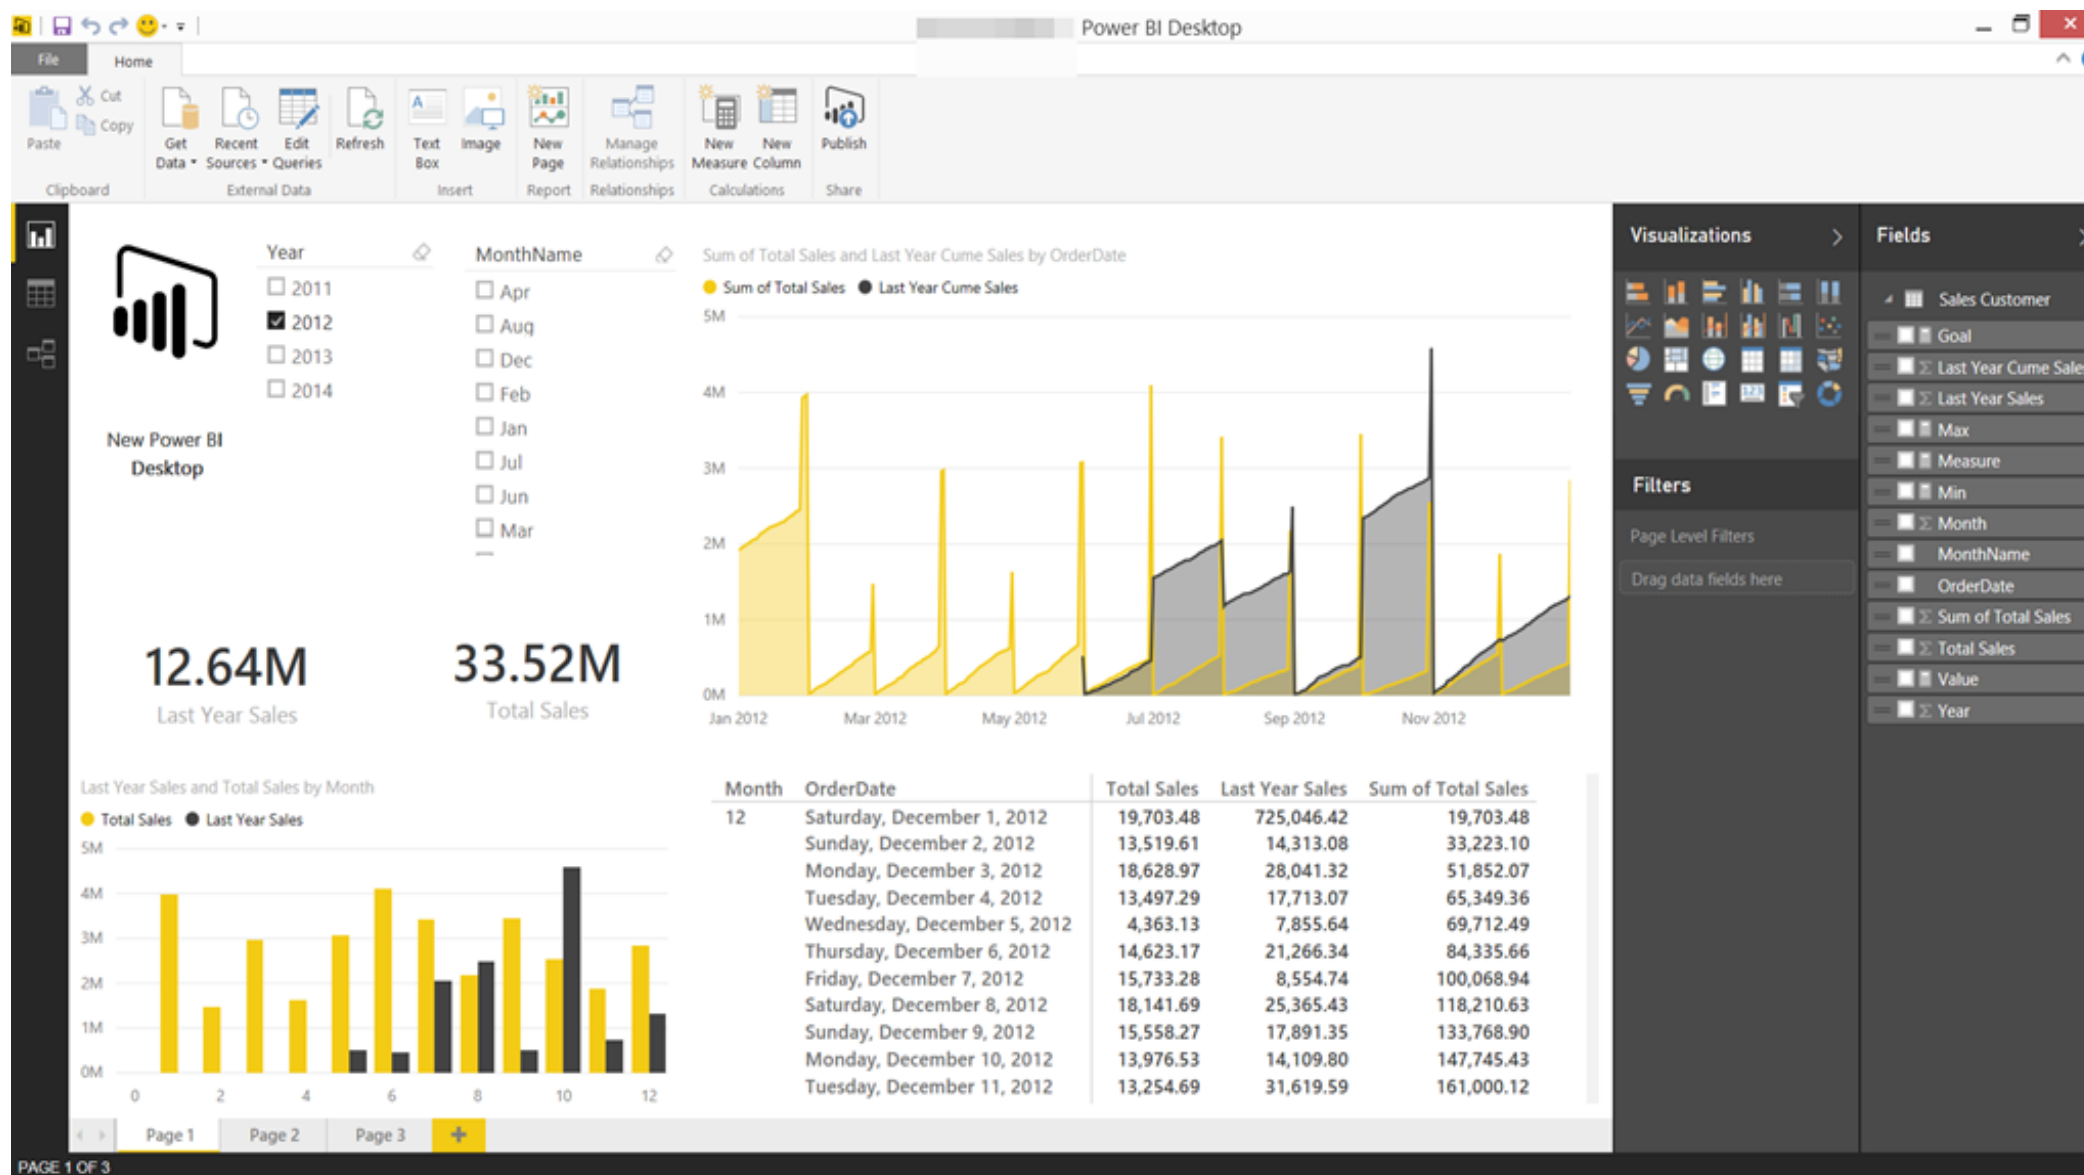 Power BI Desktop
File Home
Paste
Cut
Copy
Get Data
Recent Sources
Edit Queries
Refresh
Text Box
Image
New Page
Manage Relationships
New Measure
New Column
Publish
Clipboard External Data Insert Report Relationships Calculations Share
New Power BI
Desktop
Year
2011
2012
2013
2014
MonthName
Apr
Aug
Dec
Feb
Jan
Jul
Jun
Mar
12.64M
Last Year Sales
33.52M
Total Sales
Sum of Total Sales and Last Year Cume Sales by OrderDate
Sum of Total Sales Last Year Cume Sales
5M
4M
3M
2M
1M
0M
Jan 2012 Mar 2012 May 2012 Jul 2012 Sep 2012 Nov 2012
Last Year Sales and Total Sales by Month
Total Sales Last Year Sales
5M
4M
3M
2M
1M
0M
0 2 4 6 8 10 12
Month OrderDate Total Sales Last Year Sales Sum of Total Sales
12 Saturday, December 1, 2012 19,703.48 725,046.42 19,703.48
Sunday, December 2, 2012 13,519.61 14,313.08 33,223.10
Monday, December 3, 2012 18,628.97 28,041.32 51,852.07
Tuesday, December 4, 2012 13,497.29 17,713.07 65,349.36
Wednesday, December 5, 2012 4,363.13 7,855.64 69,712.49
Thursday, December 6, 2012 14,623.17 21,266.34 84,335.66
Friday, December 7, 2012 15,733.28 8,554.74 100,068.94
Saturday, December 8, 2012 18,141.69 25,365.43 118,210.63
Sunday, December 9, 2012 15,558.27 17,891.35 133,768.90
Monday, December 10, 2012 13,976.53 14,109.80 147,745.43
Tuesday, December 11, 2012 13,254.69 31,619.59 161,000.12
Visualizations
123
Filters
Page Level Filters
Drag data fields here
Fields
Sales Customer
Goal
Σ Last Year Cume Sale
Σ Last Year Sales
Max
Measure
Min
Σ Month
MonthName
OrderDate
Σ Sum of Total Sales
Σ Total Sales
Value
Σ Year
Page 1 Page 2 Page 3 +
PAGE 1 OF 3